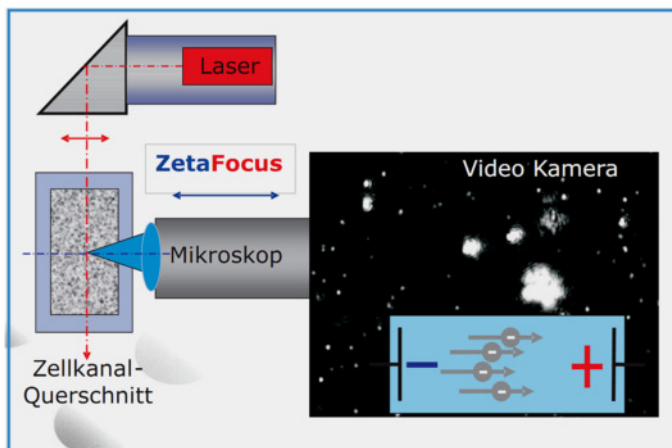 Laser
ZetaFocus
Video Kamera
Mikroskop
Zellkanal-
Querschnitt